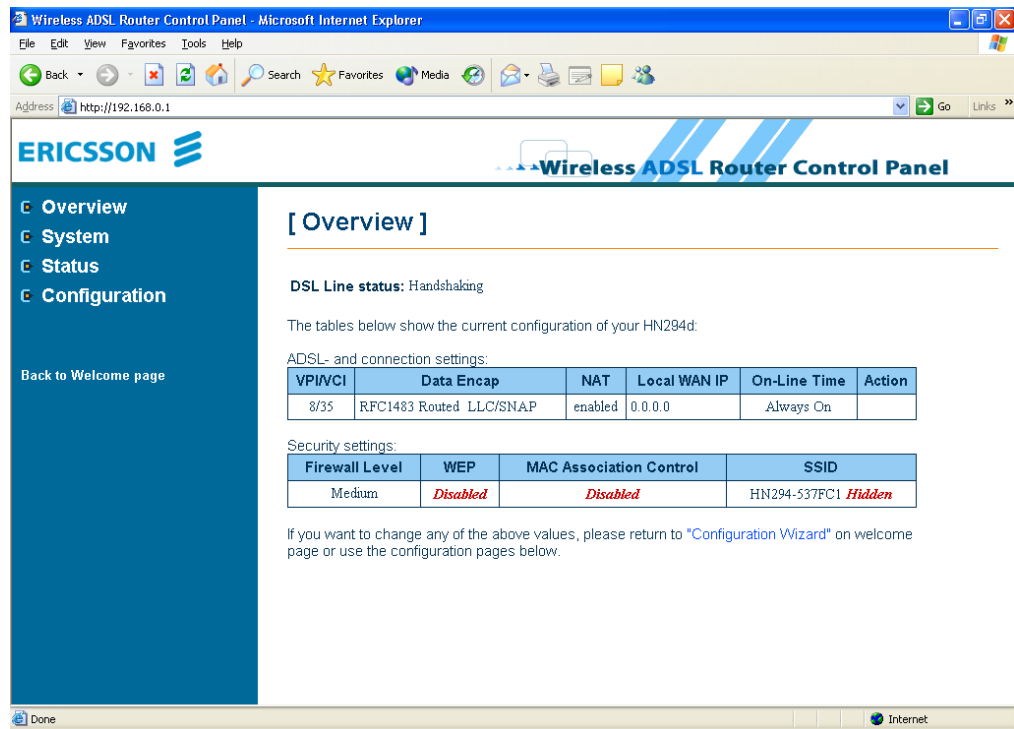 Wireless ADSL Router Control Panel - Microsoft Internet Explorer
File Edit View Favorites Tools Help
Back Search Favorites Media
Address http://192.168.0.1 Go Links »
ERICSSON
Wireless ADSL Router Control Panel
Overview
System
Status
Configuration
Back to Welcome page
[ Overview ]
DSL Line status: Handshaking
The tables below show the current configuration of your HN294d:
ADSL- and connection settings:
VPI/VCI Data Encap NAT Local WAN IP On-Line Time Action
8/35 RFC1483 Routed LLC/SNAP enabled 0.0.0.0 Always On
Security settings:
Firewall Level WEP MAC Association Control SSID
Medium Disabled Disabled HN294-537FC1 Hidden
If you want to change any of the above values, please return to "Configuration Wizard" on welcome
page or use the configuration pages below.
Done Internet